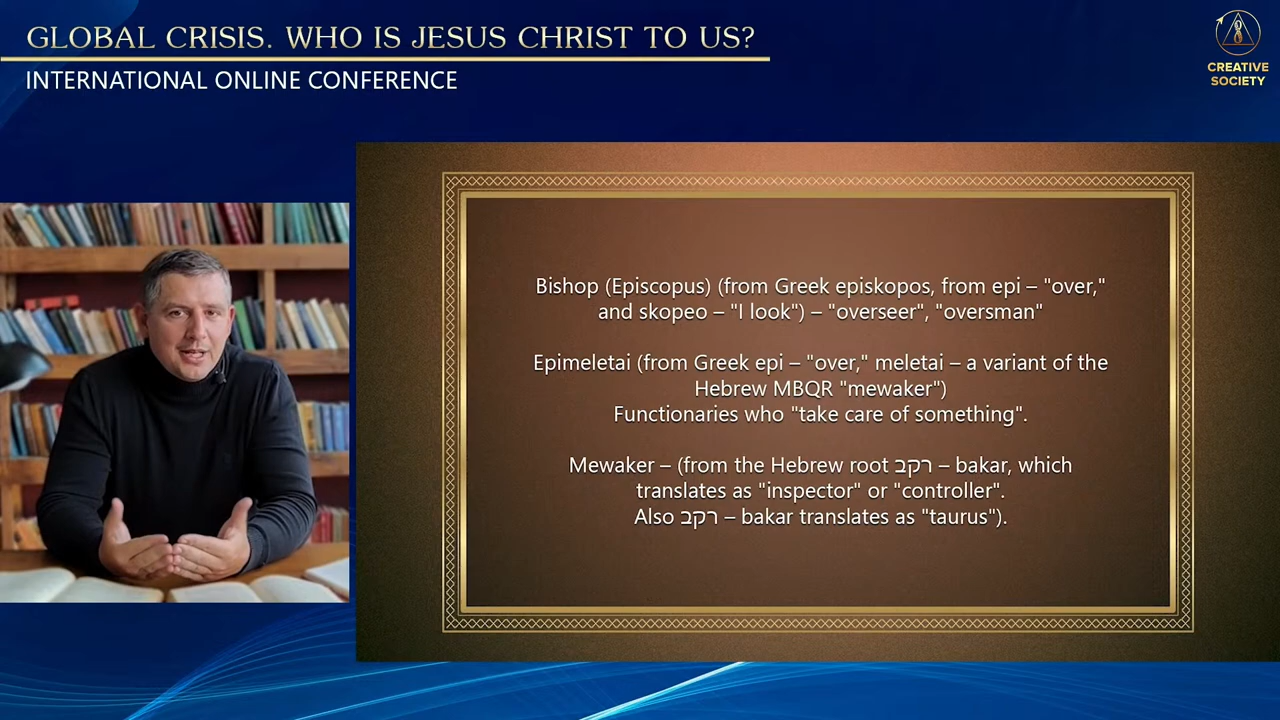 GLOBAL CRISIS. WHO IS JESUS CHRIST TO US?
INTERNATIONAL ONLINE CONFERENCE
CREATIVE
SOCIETY
Bishop (Episcopus) (from Greek episkopos, from epi – "over,"
and skopeo – "I look") – "overseer", "oversman"
Epimeletai (from Greek epi – "over," meletai – a variant of the
Hebrew MBQR "mewaker")
Functionaries who "take care of something".
Mewaker – (from the Hebrew root רקב – bakar, which
translates as "inspector" or "controller".
Also רקב – bakar translates as "taurus").